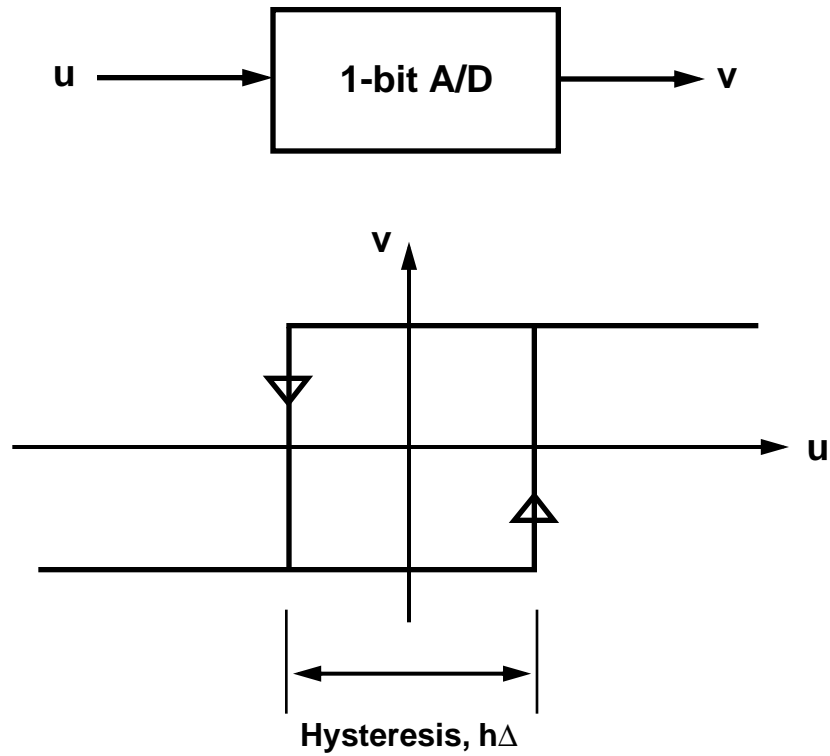 u 1-bit A/D v
v
u
Hysteresis, hΔ